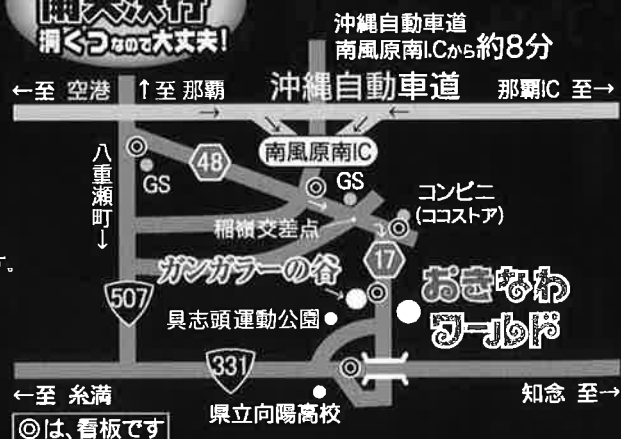 雨天決行
洞くつなので大丈夫!
沖縄自動車道
南風原南I.Cから約8分
←至 空港
↑至 那覇
沖縄自動車道
那覇IC 至→
南風原南IC
八重瀬町↓
GS
48
GS
コンビニ
(ココストア)
稲嶺交差点
17
ガンガラーの谷
おきなわ
ワールド
す。
507
具志頭運動公園
331
←至 糸満
知念 至→
県立向陽高校
◎は、看板です